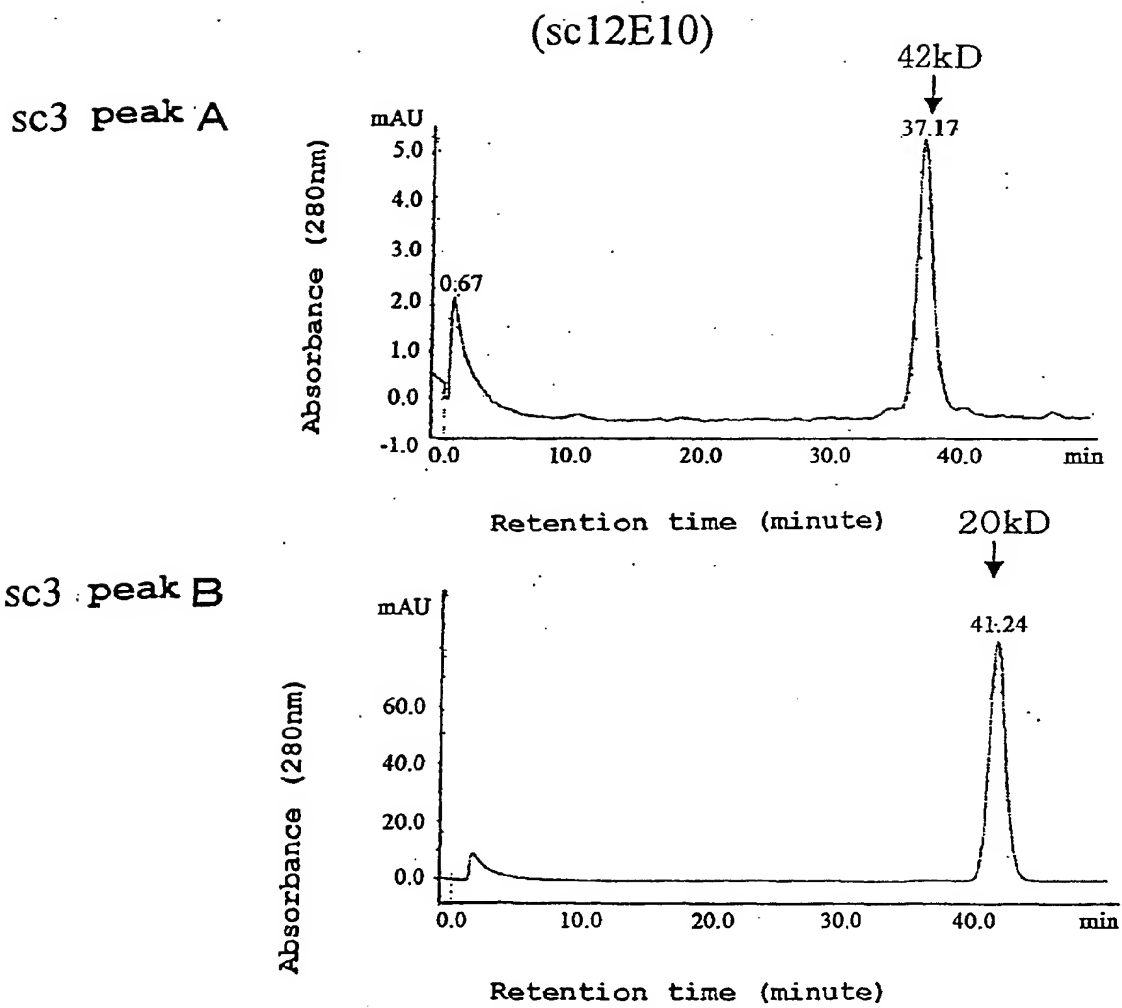 (sc12E10)
42kD
sc3 peak A
mAU
37.17
5.0
4.0
3.0
0.67
2.0
1.0
0.0
-1.0
Absorbance (280nm)
0.0 10.0 20.0 30.0 40.0 min
Retention time (minute)
20kD
sc3 peak B
mAU
41.24
60.0
40.0
20.0
0.0
Absorbance (280nm)
0.0 10.0 20.0 30.0 40.0 min
Retention time (minute)